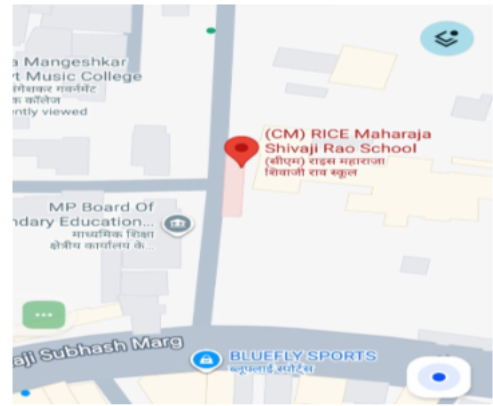 a Mangeshkar
vt Music College
मंगेशकर गवर्नमेंट
क कॉलेज
ntly viewed
(CM) RICE Maharaja
Shivaji Rao School
(सीएम) राइस महाराजा
शिवाजी राव स्कूल
MP Board Of
ndary Education...
माध्यमिक शिक्षा
क्षेत्रीय कार्यालय के...
aji Subhash Marg
BLUEFLY SPORTS
ब्लूफ्लाई स्पोर्ट्स